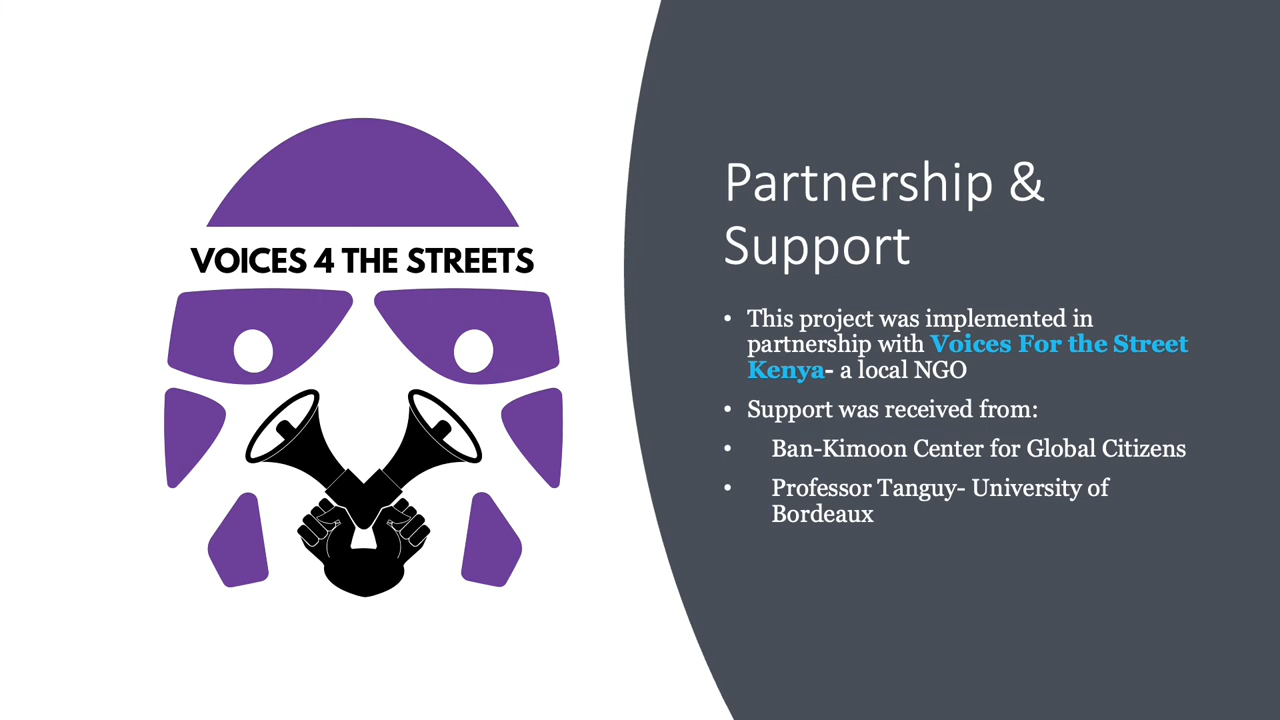 VOICES 4 THE STREETS
Partnership &
Support
• This project was implemented in
partnership with Voices For the Street
Kenya- a local NGO
• Support was received from:
• Ban-Kimoon Center for Global Citizens
• Professor Tanguy- University of
Bordeaux